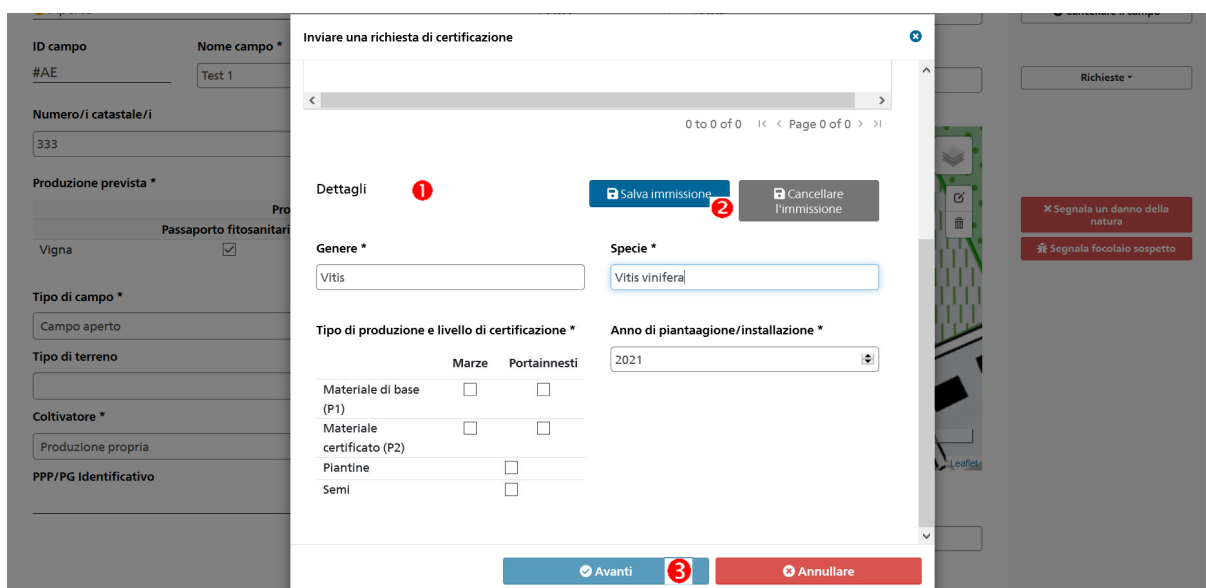 Inviare una richiesta di certificazione
ID campo
Nome campo *
#AE
Test 1
Richieste
Numero/i catastale/i
333
0 to 0 of 0 Page 0 of 0
Produzione prevista *
Pro
Passaporto fitosanitari
Vigna
Tipo di campo *
Campo aperto
Tipo di terreno
Coltivatore *
Produzione propria
PPP/PG Identificativo
Dettagli
1
Salva immissione
2
Cancellare
l'immissione
Genere *
Specie *
Vitis
Vitis vinifera
Tipo di produzione e livello di certificazione *
Anno di piantaagione/installazione *
2021
Marze Portainnesti
Materiale di base
(P1)
Materiale
certificato (P2)
Piantine
Semi
Avanti
3
Annullare
Segnala un danno della
natura
Segnala focolaio sospetto
Leaflet